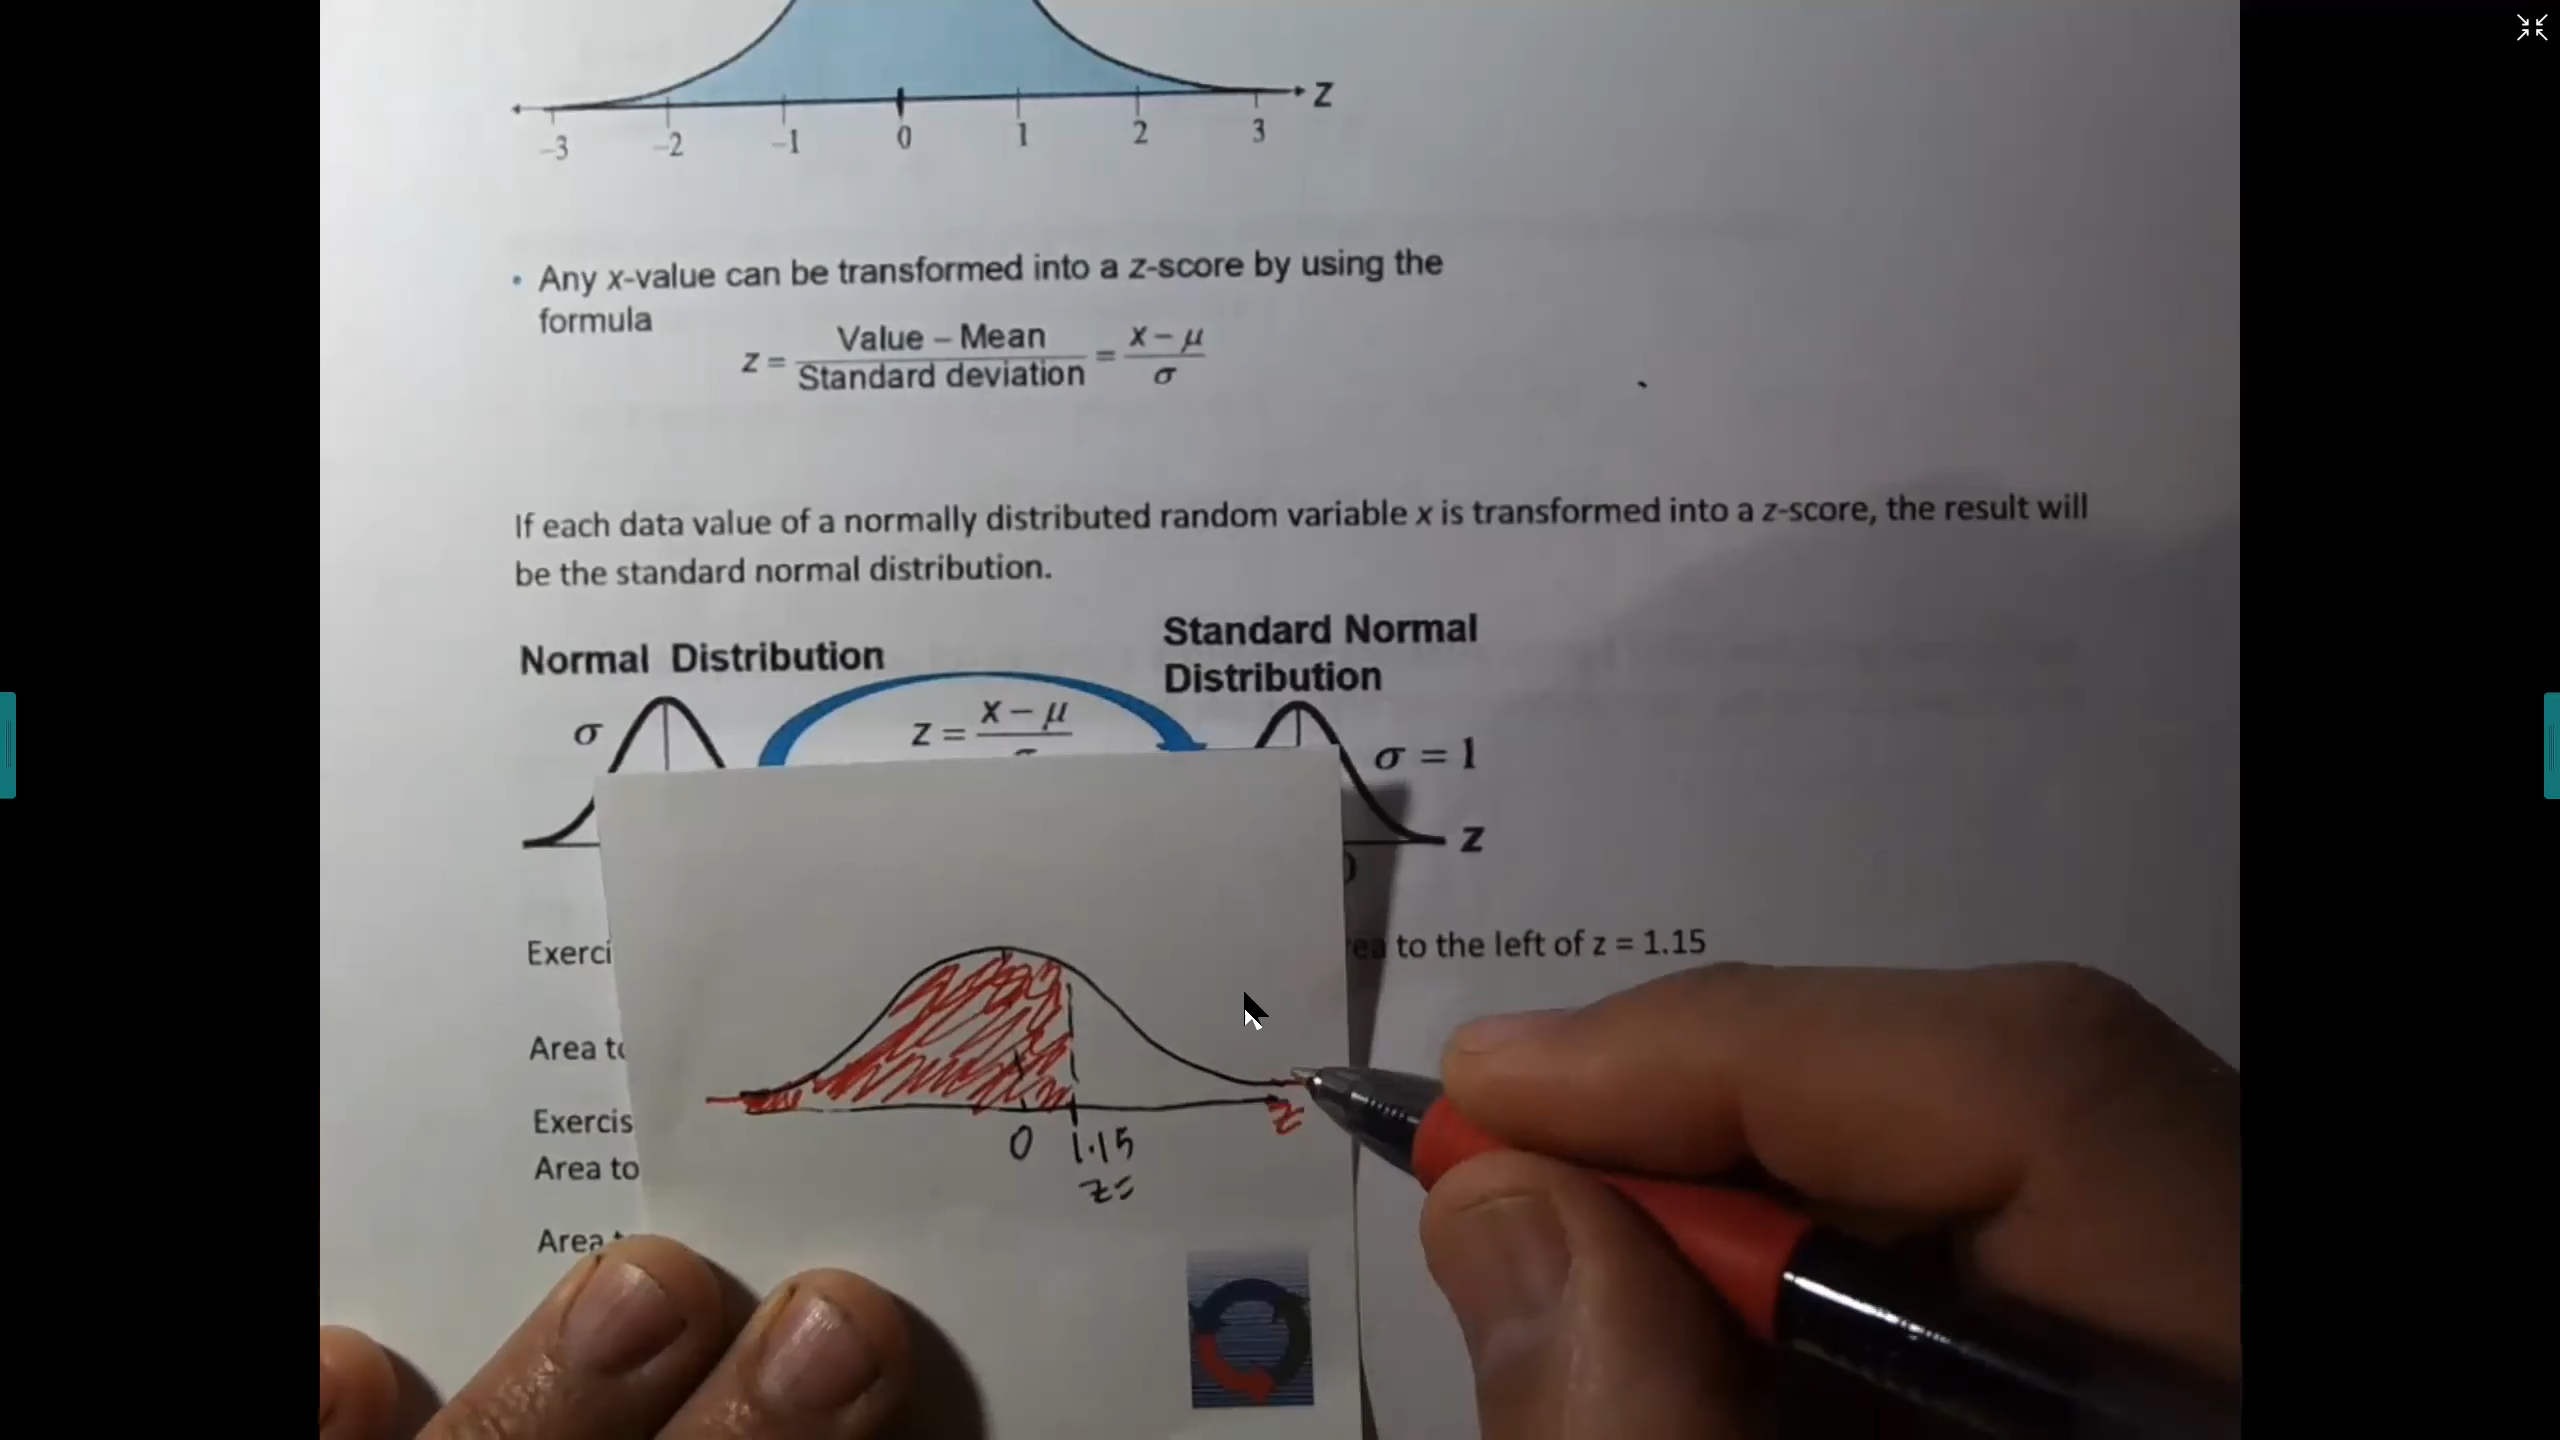 -3 -2 -1 0 1 2 3 Z
• Any x-value can be transformed into a z-score by using the
formula
z = Value – Mean / Standard deviation = x – μ / σ
If each data value of a normally distributed random variable x is transformed into a z-score, the result will
be the standard normal distribution.
Normal Distribution
Standard Normal
Distribution
σ
z = x – μ
σ = 1
z
Exerci
to the left of z = 1.15
Area to
Exercis
Area to
Area
0 1.15
z=
z